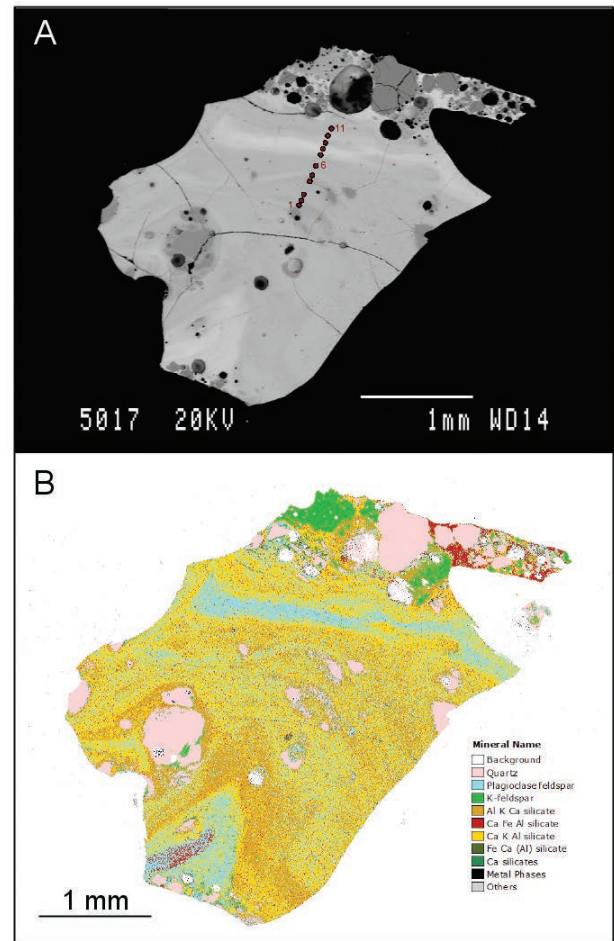 A
11
6
1
5017 20KV 1mm WD14
B
Mineral Name
Background
Quartz
Plagioclase feldspar
K-feldspar
Al K Ca silicate
Ca Fe Al silicate
Ca K Al silicate
Fe Ca (Al) silicate
Ca silicates
Metal Phases
Others
1 mm